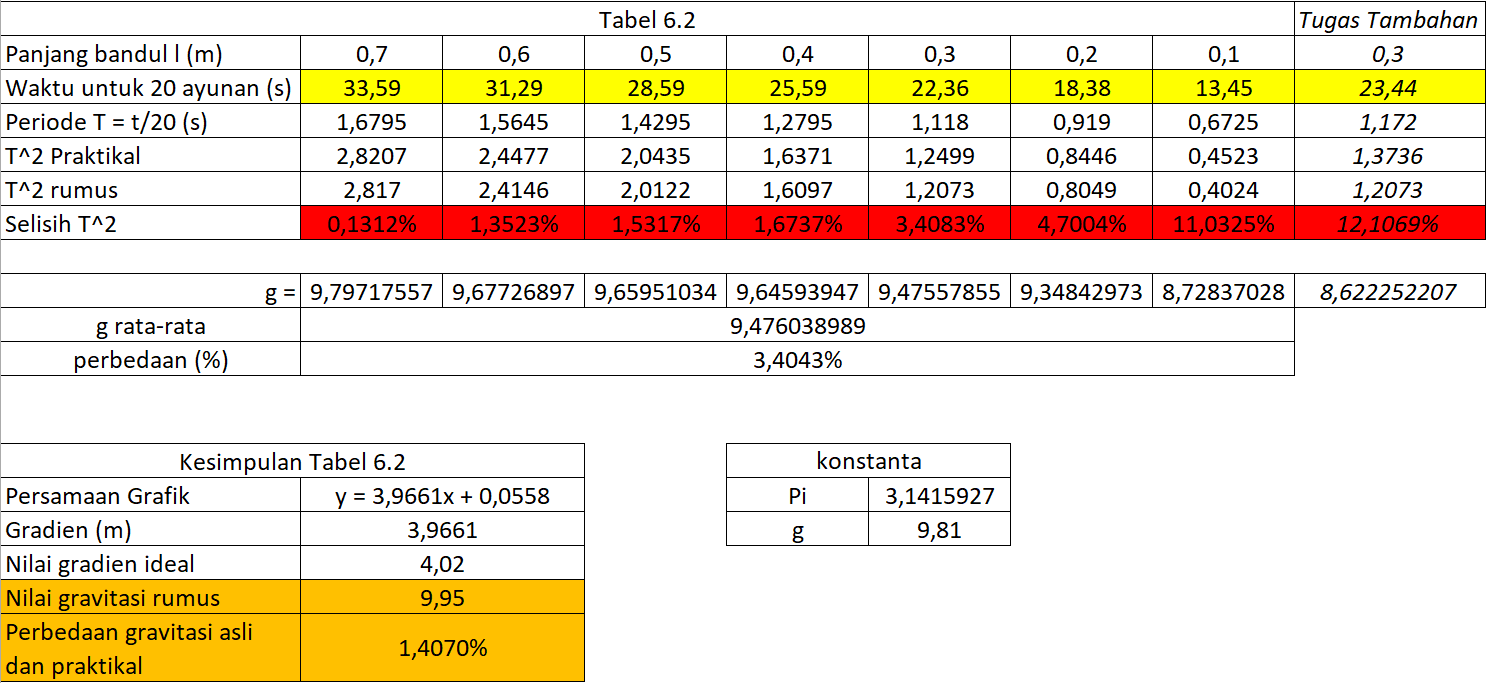 Tabel 6.2 Tugas Tambahan
Panjang bandul l (m) 0,7 0,6 0,5 0,4 0,3 0,2 0,1 0,3
Waktu untuk 20 ayunan (s) 33,59 31,29 28,59 25,59 22,36 18,38 13,45 23,44
Periode T = t/20 (s) 1,6795 1,5645 1,4295 1,2795 1,118 0,919 0,6725 1,172
T^2 Praktikal 2,8207 2,4477 2,0435 1,6371 1,2499 0,8446 0,4523 1,3736
T^2 rumus 2,817 2,4146 2,0122 1,6097 1,2073 0,8049 0,4024 1,2073
Selisih T^2 0,1312% 1,3523% 1,5317% 1,6737% 3,4083% 4,7004% 11,0325% 12,1069%
g = 9,79717557 9,67726897 9,65951034 9,64593947 9,47557855 9,34842973 8,72837028 8,622252207
g rata-rata 9,476038989
perbedaan (%) 3,4043%
Kesimpulan Tabel 6.2
Persamaan Grafik y = 3,9661x + 0,0558
Gradien (m) 3,9661
Nilai gradien ideal 4,02
Nilai gravitasi rumus 9,95
Perbedaan gravitasi asli
dan praktikal 1,4070%
konstanta
Pi 3,1415927
g 9,81